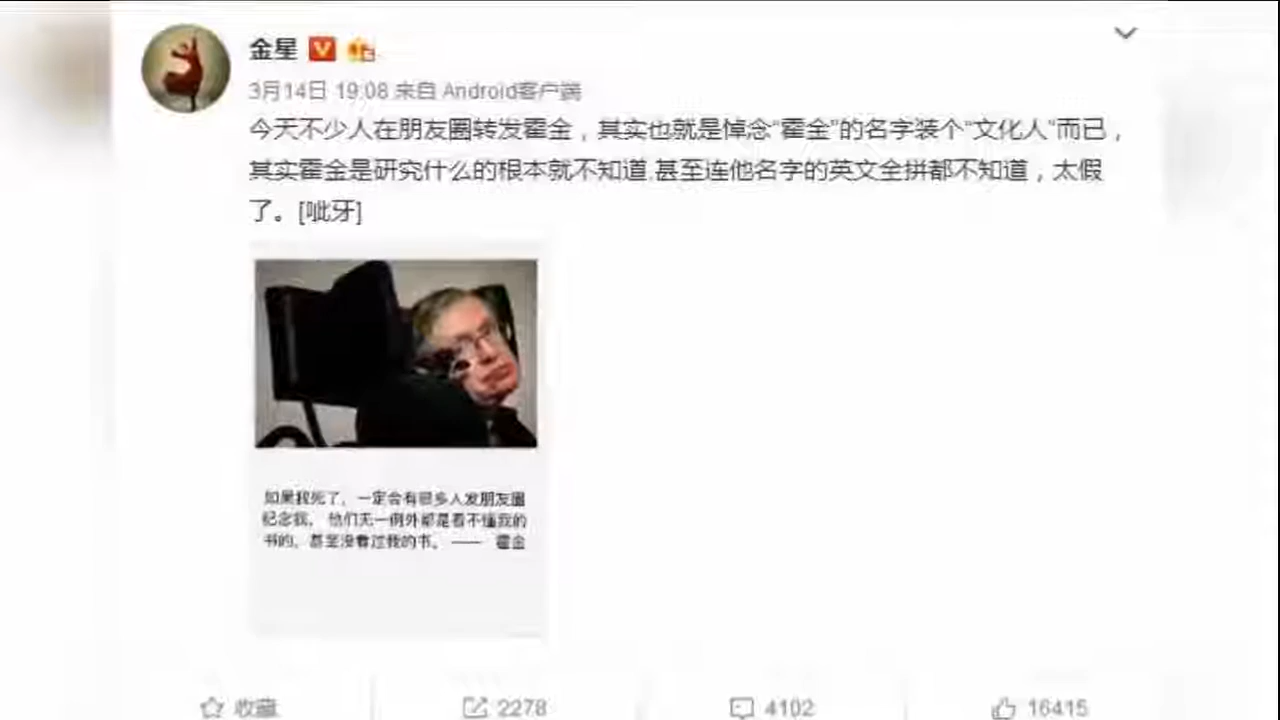 金星
3月14日 19:08 来自 Android客户端
今天不少人在朋友圈转发霍金，其实也就是悼念“霍金”的名字装个“文化人”而已，
其实霍金是研究什么的根本就不知道.甚至连他名字的英文全拼都不知道，太假
了。[呲牙]
如果我死了，一定会有很多人发朋友圈
纪念我， 他们无一例外都是看不懂我的
书的，甚至没看过我的书。 —— 霍金
收藏
2278
4102
16415